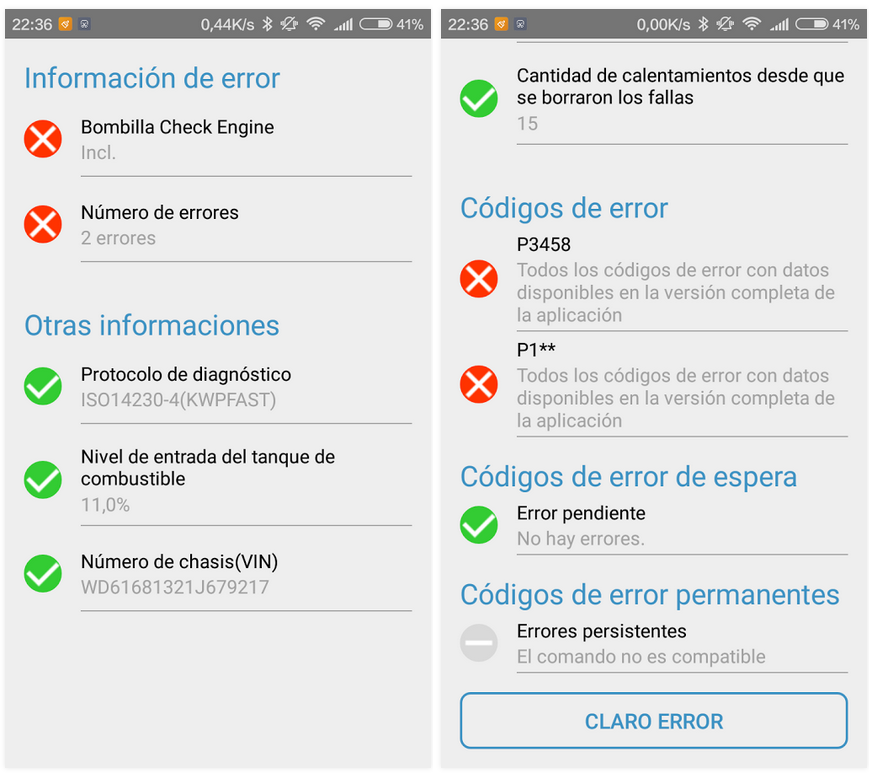 22:36
0,44K/s
41%
Información de error
Bombilla Check Engine
Incl.
Número de errores
2 errores
Otras informaciones
Protocolo de diagnóstico
ISO14230-4(KWPFAST)
Nivel de entrada del tanque de
combustible
11,0%
Número de chasis(VIN)
WD61681321J679217
22:36
0,00K/s
41%
Cantidad de calentamientos desde que
se borraron los fallas
15
Códigos de error
P3458
Todos los códigos de error con datos
disponibles en la versión completa de
la aplicación
P1**
Todos los códigos de error con datos
disponibles en la versión completa de
la aplicación
Códigos de error de espera
Error pendiente
No hay errores.
Códigos de error permanentes
Errores persistentes
El comando no es compatible
CLARO ERROR